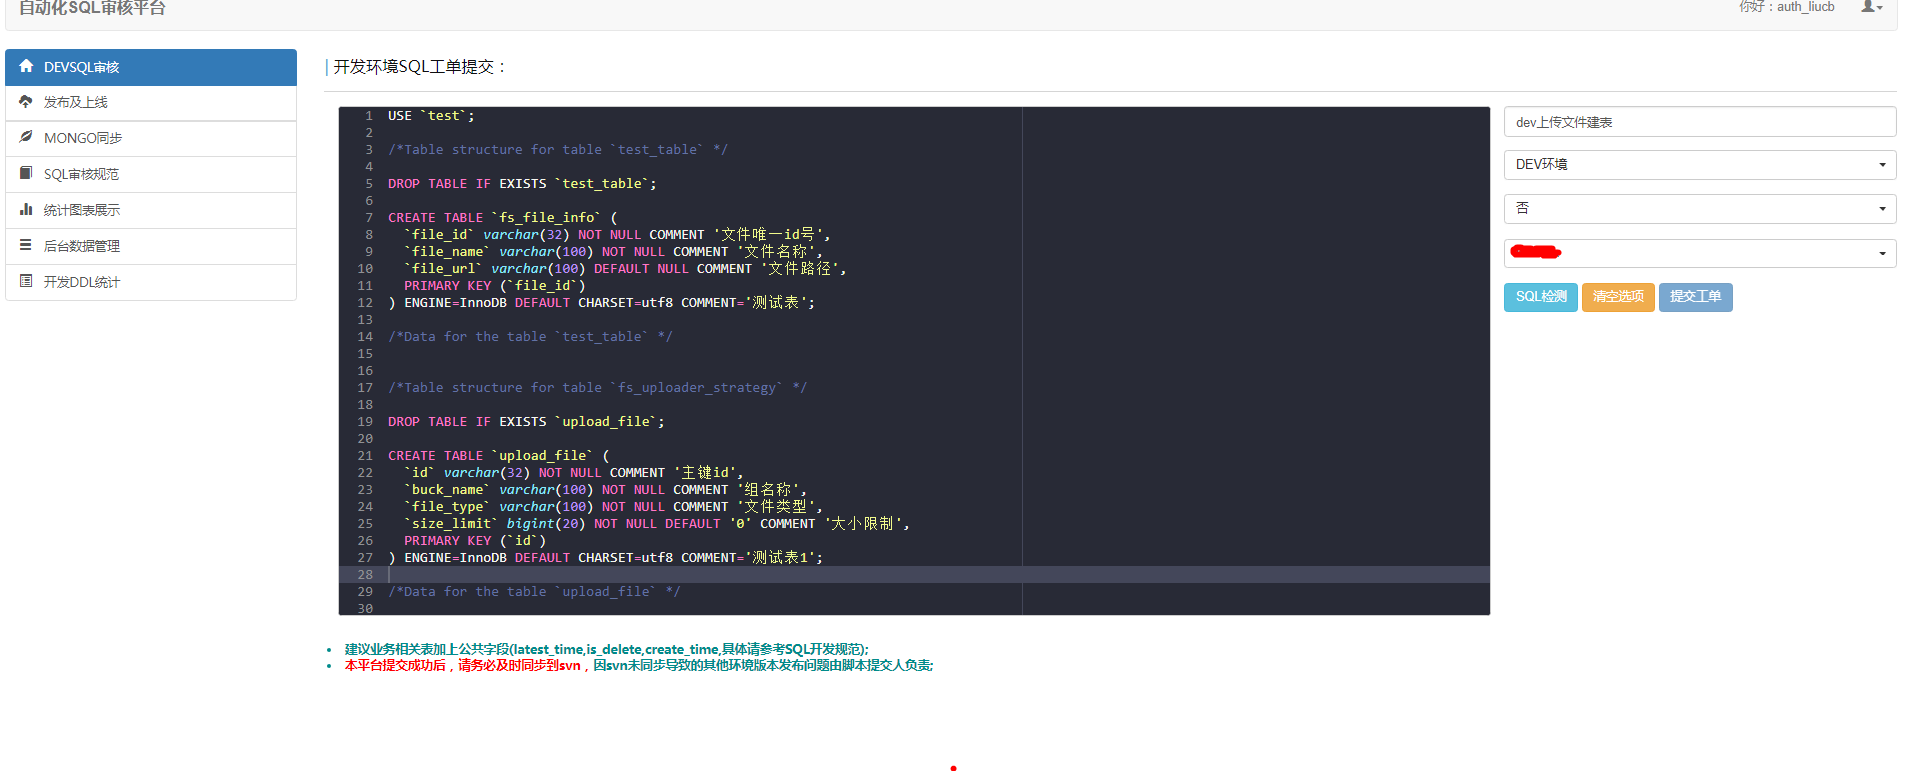 自动化SQL审核平台
你好：auth_liucb
DEVSQL审核
发布及上线
MONGO同步
SQL审核规范
统计图表展示
后台数据管理
开发DDL统计
开发环境SQL工单提交：
1 USE `test`;
2
3 /*Table structure for table `test_table` */
4
5 DROP TABLE IF EXISTS `test_table`;
6
7 CREATE TABLE `fs_file_info` (
8 `file_id` varchar(32) NOT NULL COMMENT '文件唯一id号',
9 `file_name` varchar(100) NOT NULL COMMENT '文件名称',
10 `file_url` varchar(100) DEFAULT NULL COMMENT '文件路径',
11 PRIMARY KEY (`file_id`)
12 ) ENGINE=InnoDB DEFAULT CHARSET=utf8 COMMENT='测试表';
13
14 /*Data for the table `test_table` */
15
16
17 /*Table structure for table `fs_uploader_strategy` */
18
19 DROP TABLE IF EXISTS `upload_file`;
20
21 CREATE TABLE `upload_file` (
22 `id` varchar(32) NOT NULL COMMENT '主键id',
23 `buck_name` varchar(100) NOT NULL COMMENT '组名称',
24 `file_type` varchar(100) NOT NULL COMMENT '文件类型',
25 `size_limit` bigint(20) NOT NULL DEFAULT '0' COMMENT '大小限制',
26 PRIMARY KEY (`id`)
27 ) ENGINE=InnoDB DEFAULT CHARSET=utf8 COMMENT='测试表1';
28
29 /*Data for the table `upload_file` */
30
dev上传文件建表
DEV环境
否
SQL检测 清空选项 提交工单
建议业务相关表加上公共字段(latest_time,is_delete,create_time,具体请参考SQL开发规范);
本平台提交成功后，请务必及时同步到svn，因svn未同步导致的其他环境版本发布问题由脚本提交人负责;